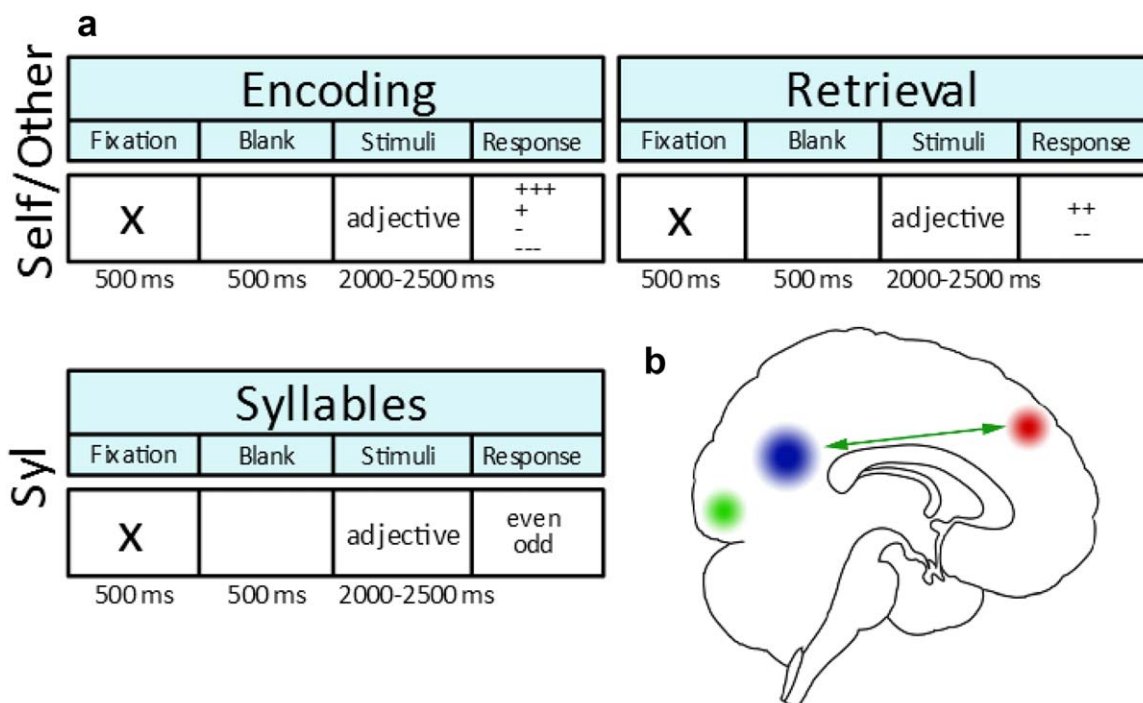 a
Self/Other
Encoding
Fixation Blank Stimuli Response
X adjective +++
+
-
---
500 ms 500 ms 2000-2500 ms
Retrieval
Fixation Blank Stimuli Response
X adjective ++
--
500 ms 500 ms 2000-2500 ms
Syl
Syllables
Fixation Blank Stimuli Response
X adjective even
odd
500 ms 500 ms 2000-2500 ms
b